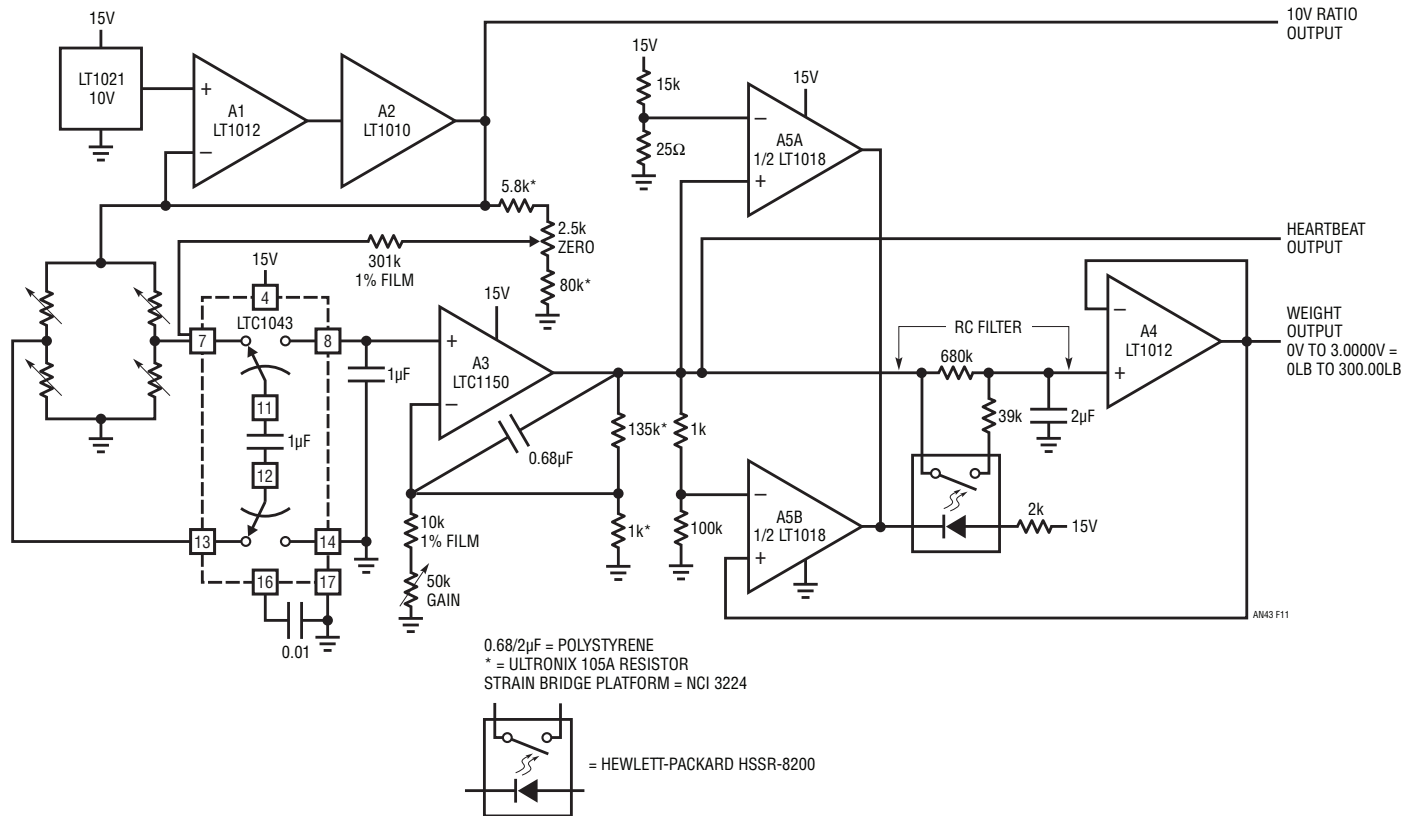 15V
LT1021
10V
+
−
A1
LT1012
A2
LT1010
10V RATIO
OUTPUT
15V
15k
25Ω
15V
−
A5A
1/2 LT1018
+
5.8k*
2.5k
ZERO
80k*
301k
1% FILM
HEARTBEAT
OUTPUT
15V
4
LTC1043
7
8
11
1µF
12
13
14
16
17
0.01
1µF
15V
+
A3
LTC1150
−
0.68µF
135k*
1k
10k
1% FILM
1k*
50k
GAIN
100k
−
A5B
1/2 LT1018
+
RC FILTER
680k
39k
2µF
2k
15V
−
A4
LT1012
+
WEIGHT
OUTPUT
0V TO 3.0000V =
0LB TO 300.00LB
AN43 F11
0.68/2µF = POLYSTYRENE
* = ULTRONIX 105A RESISTOR
STRAIN BRIDGE PLATFORM = NCI 3224
= HEWLETT-PACKARD HSSR-8200